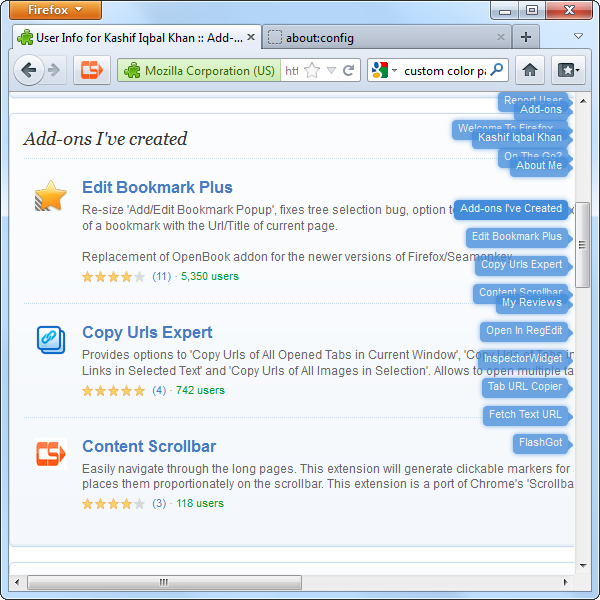 Firefox
User Info for Kashif Iqbal Khan :: Add-...
about:config
Mozilla Corporation (US)
custom color
Report User
Add-ons
Welcome To Firefox
Kashif Iqbal Khan
On The Go?
About Me
Add-ons I've created
Add-ons I've Created
Edit Bookmark Plus
Re-size 'Add/Edit Bookmark Popup', fixes tree selection bug, option
of a bookmark with the Url/Title of current page.
Edit Bookmark Plus
Replacement of OpenBook addon for the newer versions of Firefox/Seamonkey
Copy Urls Expert
(11) · 5,350 users
Content Scrollbar
My Reviews
Copy Urls Expert
Open In RegEdit
Provides options to 'Copy Urls of All Opened Tabs in Current Window', 'Copy Urls of Tabs in
InspectorWidget
Links in Selected Text' and 'Copy Urls of All Images in Selection'. Allows to open multiple ta
(4) · 742 users
Tab URL Copier
Fetch Text URL
Content Scrollbar
FlashGot
Easily navigate through the long pages. This extension will generate clickable markers for
places them proportionately on the scrollbar. This extension is a port of Chrome's 'Scrollba
(3) · 118 users